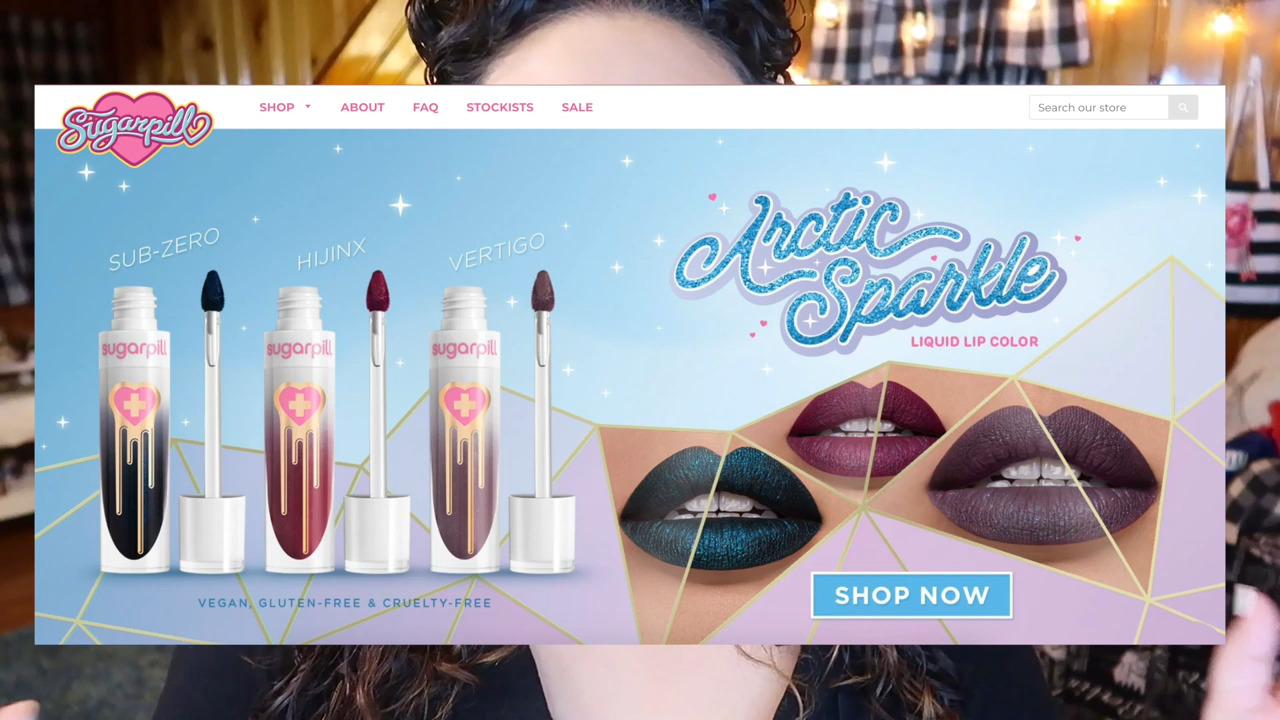 Sugarpill
SHOP
ABOUT
FAQ
STOCKISTS
SALE
Search our store
SUB-ZERO
HIJINX
VERTIGO
sugarpill
sugarpill
sugarpill
Arctic
Sparkle
LIQUID LIP COLOR
SHOP NOW
VEGAN, GLUTEN-FREE & CRUELTY-FREE